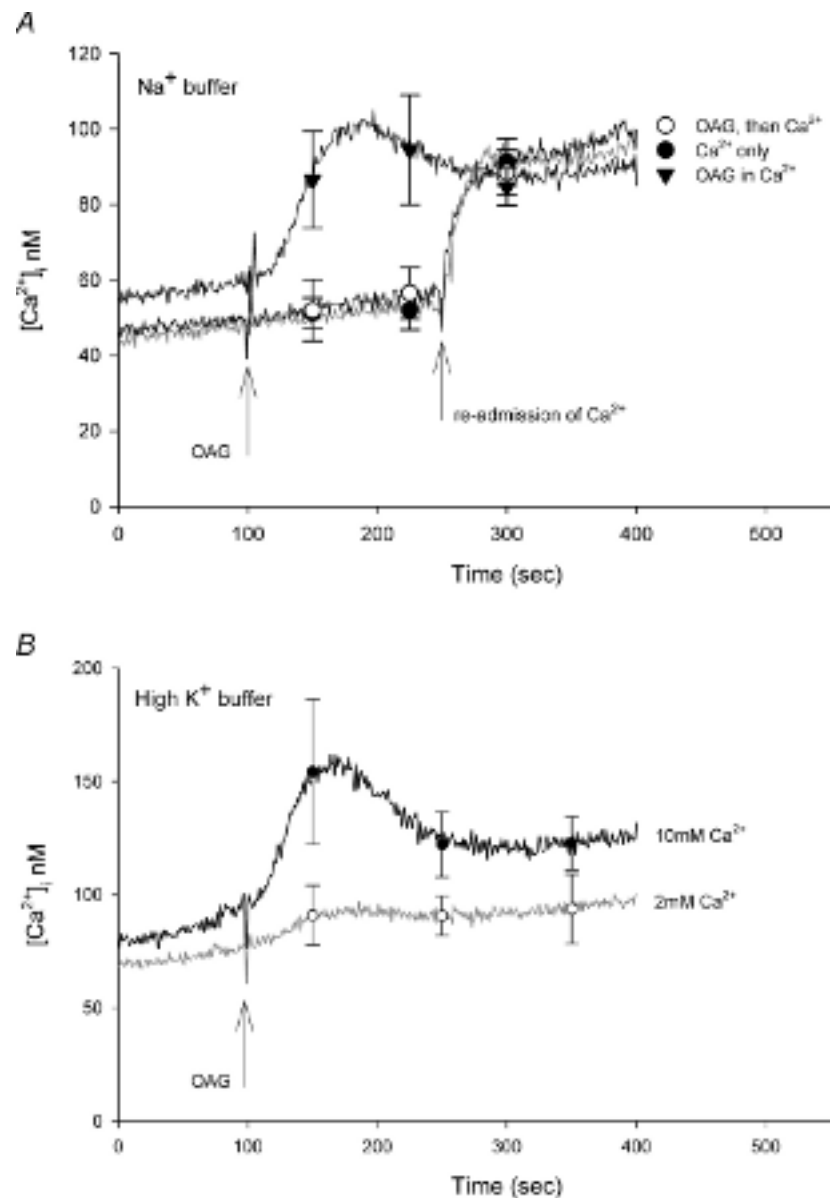 A
120
100
80
60
40
20
0
[Ca²⁺]ᵢ, nM
Na⁺ buffer
OAG, then Ca²⁺
Ca²⁺ only
OAG in Ca²⁺
OAG
re-admission of Ca²⁺
0 100 200 300 400 500
Time (sec)
B
200
150
100
50
0
[Ca²⁺]ᵢ, nM
High K⁺ buffer
10mM Ca²⁺
2mM Ca²⁺
OAG
0 100 200 300 400 500
Time (sec)